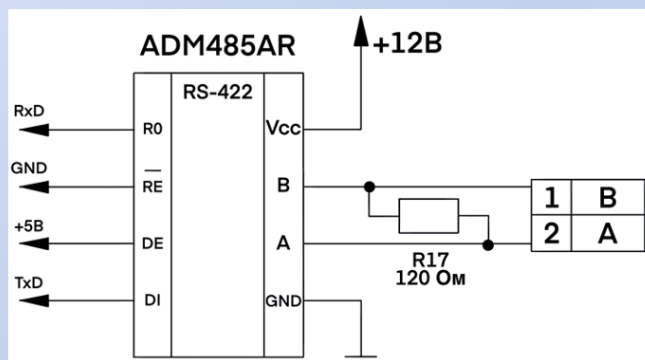 ADM485AR
+12В
RS-422
RxD
R0
Vcc
GND
RE
B
1
B
+5В
DE
A
2
A
R17
120 Ом
TxD
DI
GND